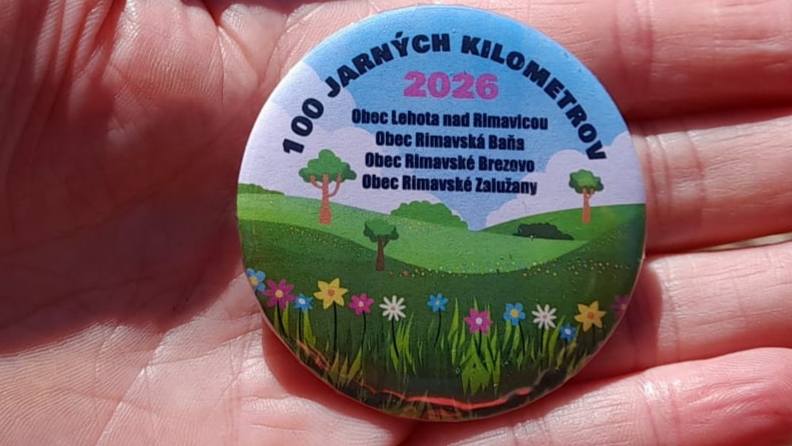 100 JARNÝCH KILOMETROV
2026
Obec Lehota nad Rimavicou
Obec Rimavská Baňa
Obec Rimavské Brezovo
Obec Rimavské Zalužany